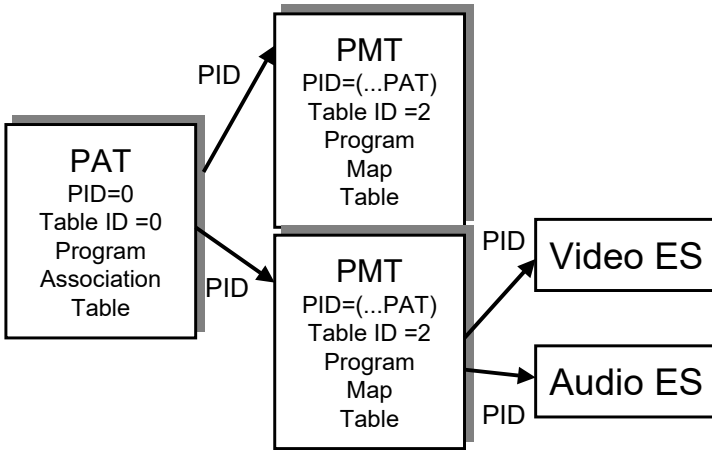 PAT
PID=0
Table ID =0
Program
Association
Table
PID
PID
PMT
PID=(...PAT)
Table ID =2
Program
Map
Table
PMT
PID=(...PAT)
Table ID =2
Program
Map
Table
PID
PID
Video ES
Audio ES